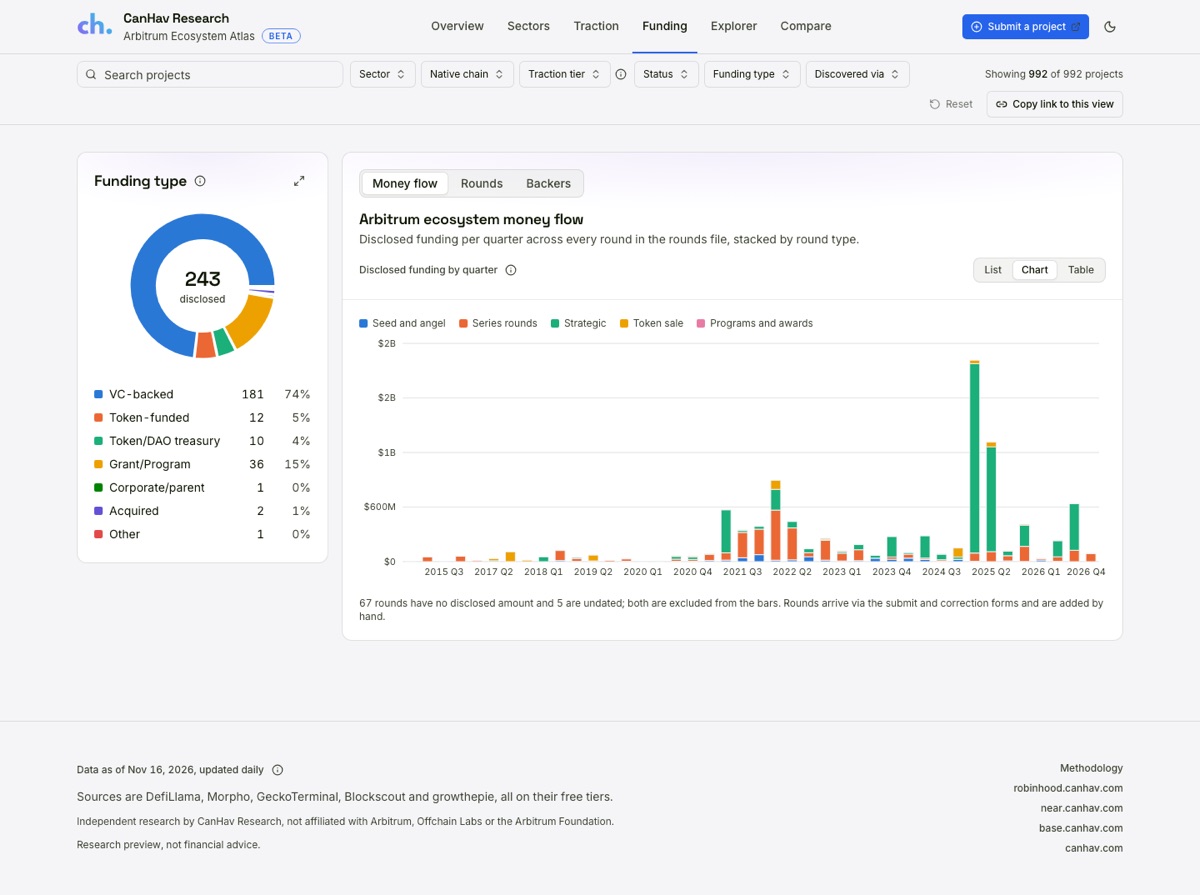 ch.
CanHav Research
Arbitrum Ecosystem Atlas BETA
Overview Sectors Traction Funding Explorer Compare
Submit a project
Search projects
Sector Native chain Traction tier Status Funding type Discovered via
Showing 992 of 992 projects
Reset Copy link to this view
Funding type
243
disclosed
VC-backed 181 74%
Token-funded 12 5%
Token/DAO treasury 10 4%
Grant/Program 36 15%
Corporate/parent 1 0%
Acquired 2 1%
Other 1 0%
Money flow Rounds Backers
Arbitrum ecosystem money flow
Disclosed funding per quarter across every round in the rounds file, stacked by round type.
Disclosed funding by quarter
List Chart Table
Seed and angel Series rounds Strategic Token sale Programs and awards
$2B
$2B
$1B
$600M
$0
2015 Q3 2017 Q2 2018 Q1 2019 Q2 2020 Q1 2020 Q4 2021 Q3 2022 Q2 2023 Q1 2023 Q4 2024 Q3 2025 Q2 2026 Q1 2026 Q4
67 rounds have no disclosed amount and 5 are undated; both are excluded from the bars. Rounds arrive via the submit and correction forms and are added by
hand.
Data as of Nov 16, 2026, updated daily
Sources are DefiLlama, Morpho, GeckoTerminal, Blockscout and growthepie, all on their free tiers.
Independent research by CanHav Research, not affiliated with Arbitrum, Offchain Labs or the Arbitrum Foundation.
Research preview, not financial advice.
Methodology
robinhood.canhav.com
near.canhav.com
base.canhav.com
canhav.com